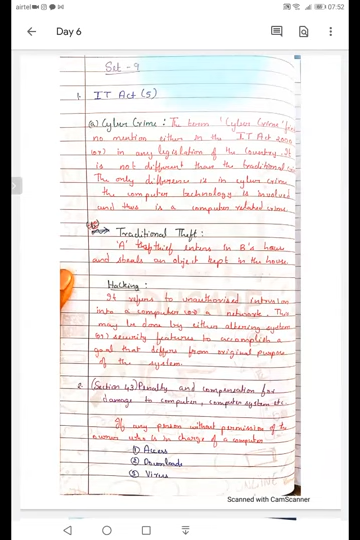 airtel
07:52
Day 6
Set - 9
1. IT Act (5)
(a) Cyber Crime : The term 'Cyber Crime' finds
no mention either in the IT Act 2000
(or) in any legislation of the Country. It
is not different than the traditional
The only difference is in cyber crime
the computer technology is involved
and thus is a computer related crime.
Traditional Theft :
'A' thief enters in B's house
and steals an object kept in the house.
Hacking :
It refers to unauthorised intrusion
into a computer (or) a network. This
may be done by either altering system
(or) security features to accomplish a
goal that differs from original purpose
of the system.
2. (Section 43) Penalty and compensation for
damage to computer, computer system etc.
If any person without permission of the
who is in charge of a computer
① Access
② Downloads
③ Virus
Scanned with CamScanner